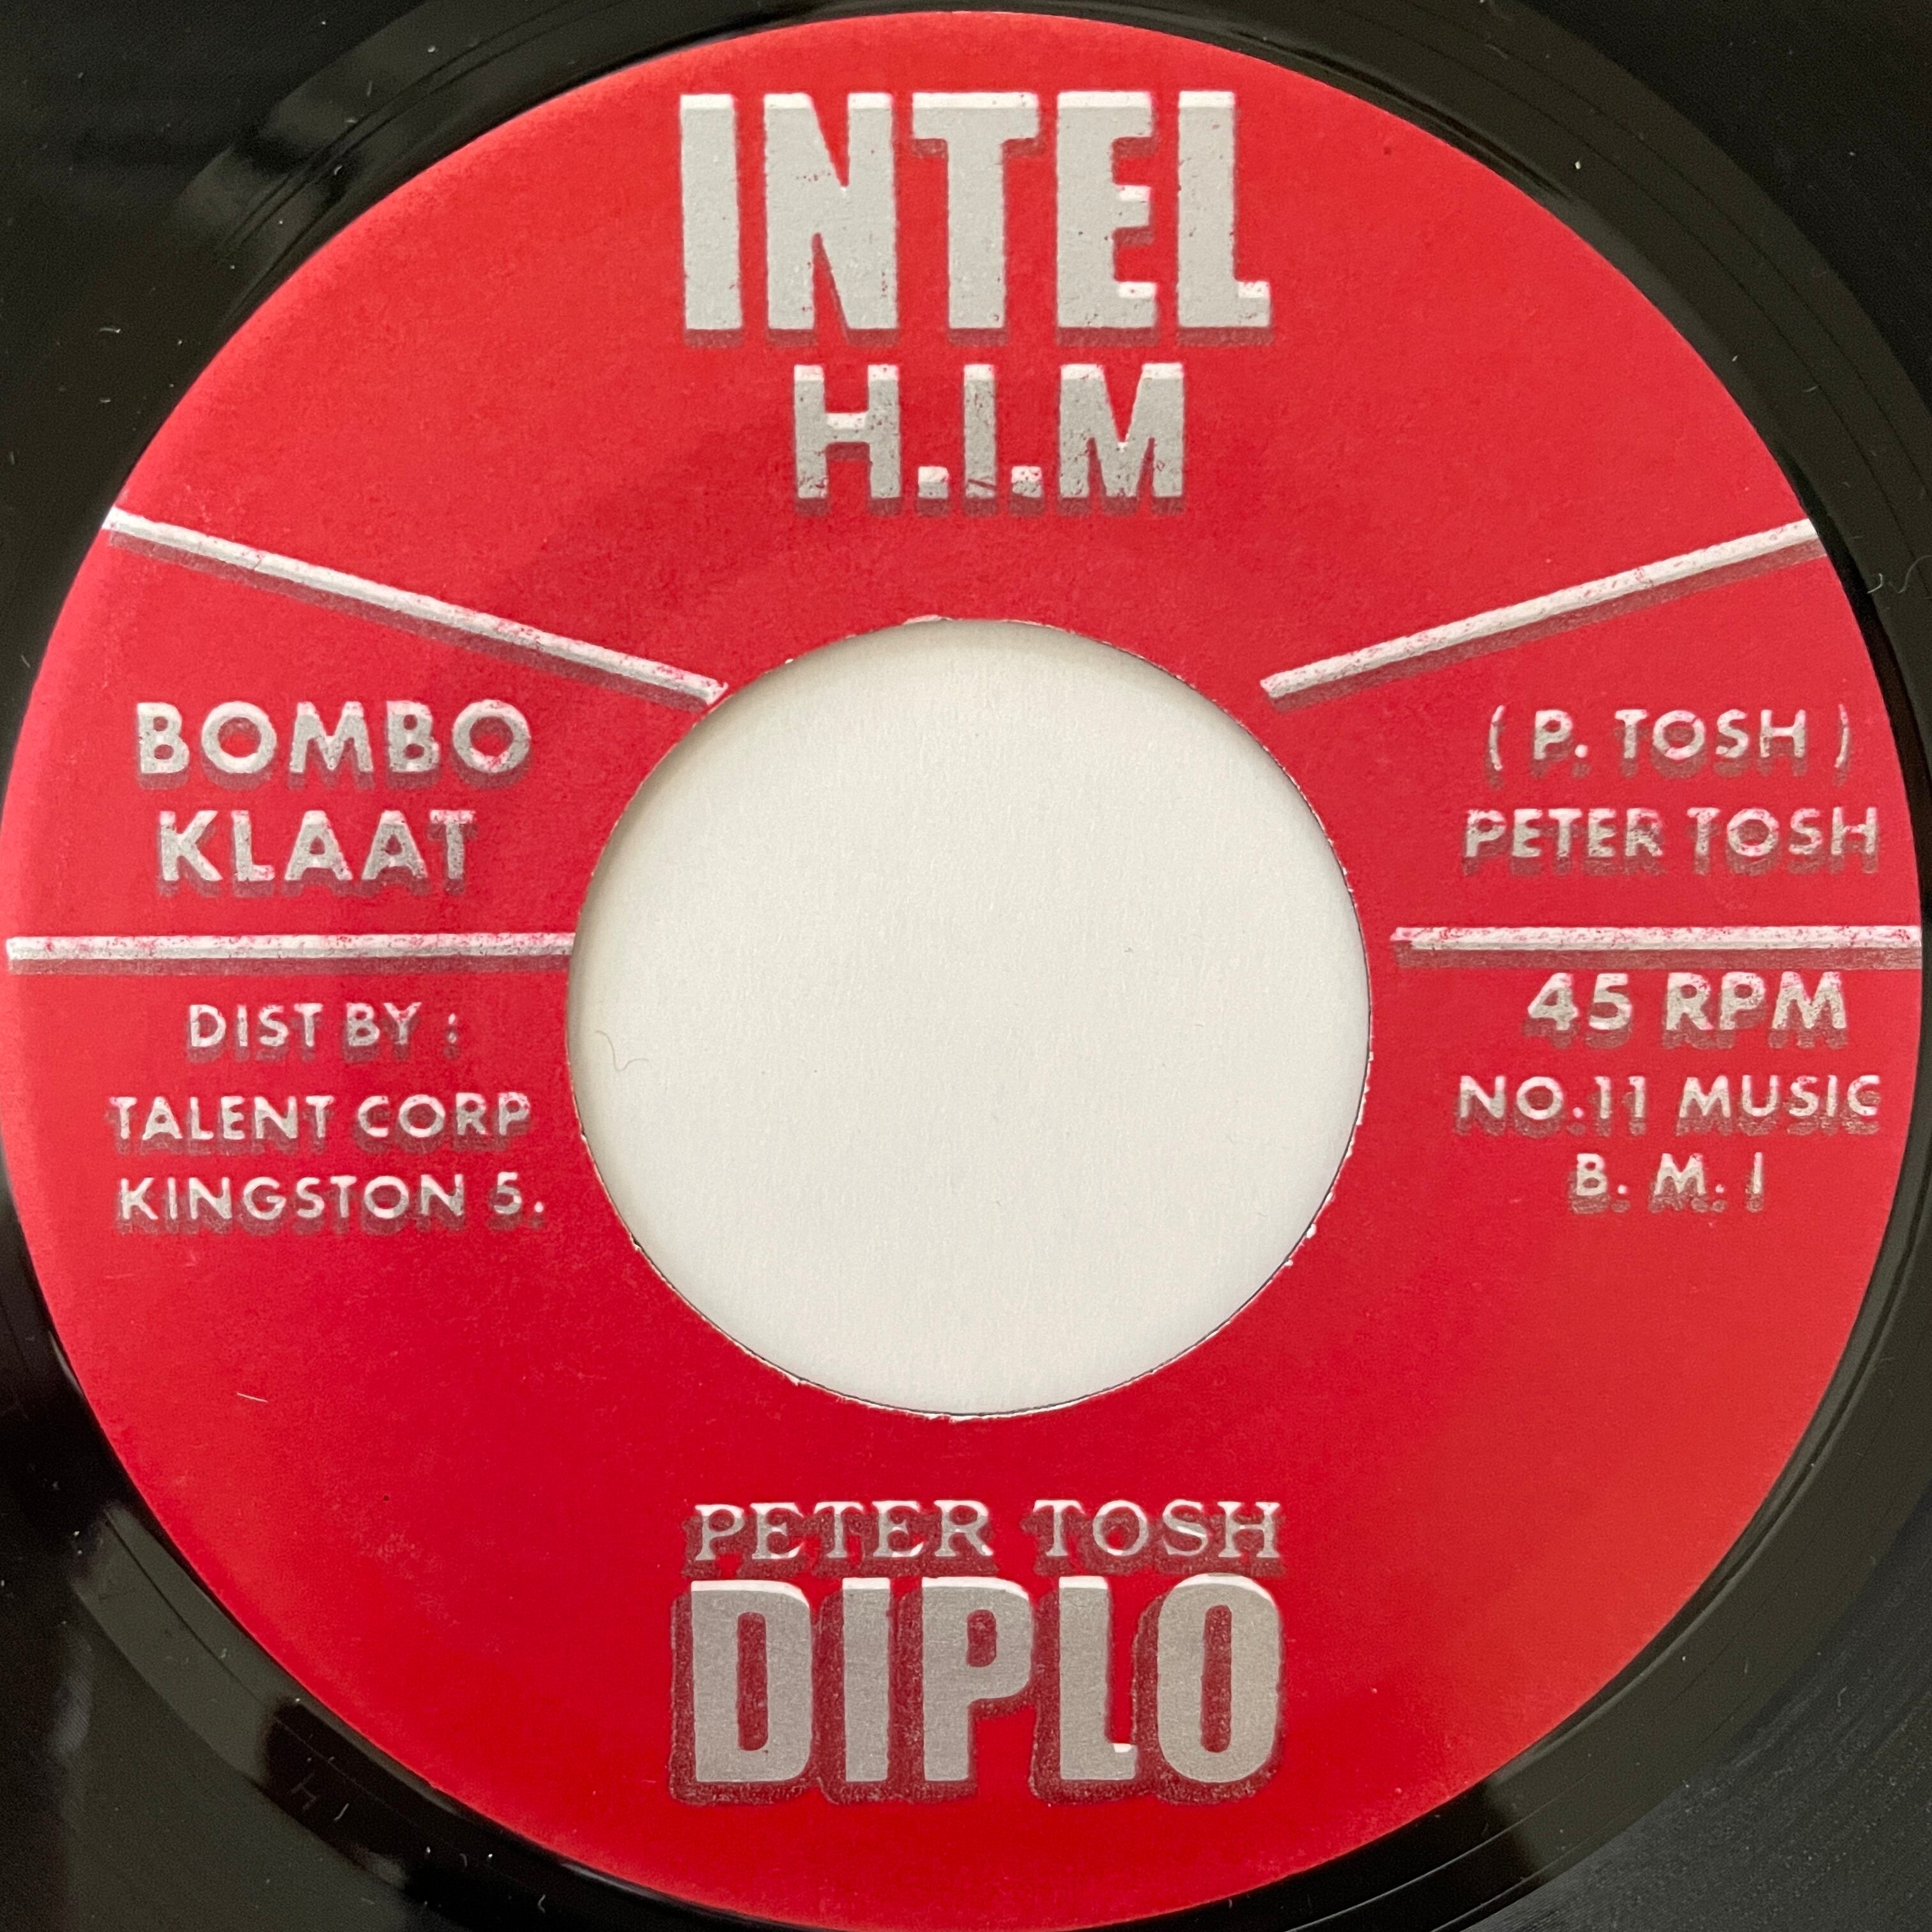 INTEL
H.I.M
BOMBO
KLAAT
( P. TOSH )
PETER TOSH
DIST BY :
TALENT CORP
KINGSTON 5.
45 RPM
NO.11 MUSIC
B. M. I
PETER TOSH
DIPLO